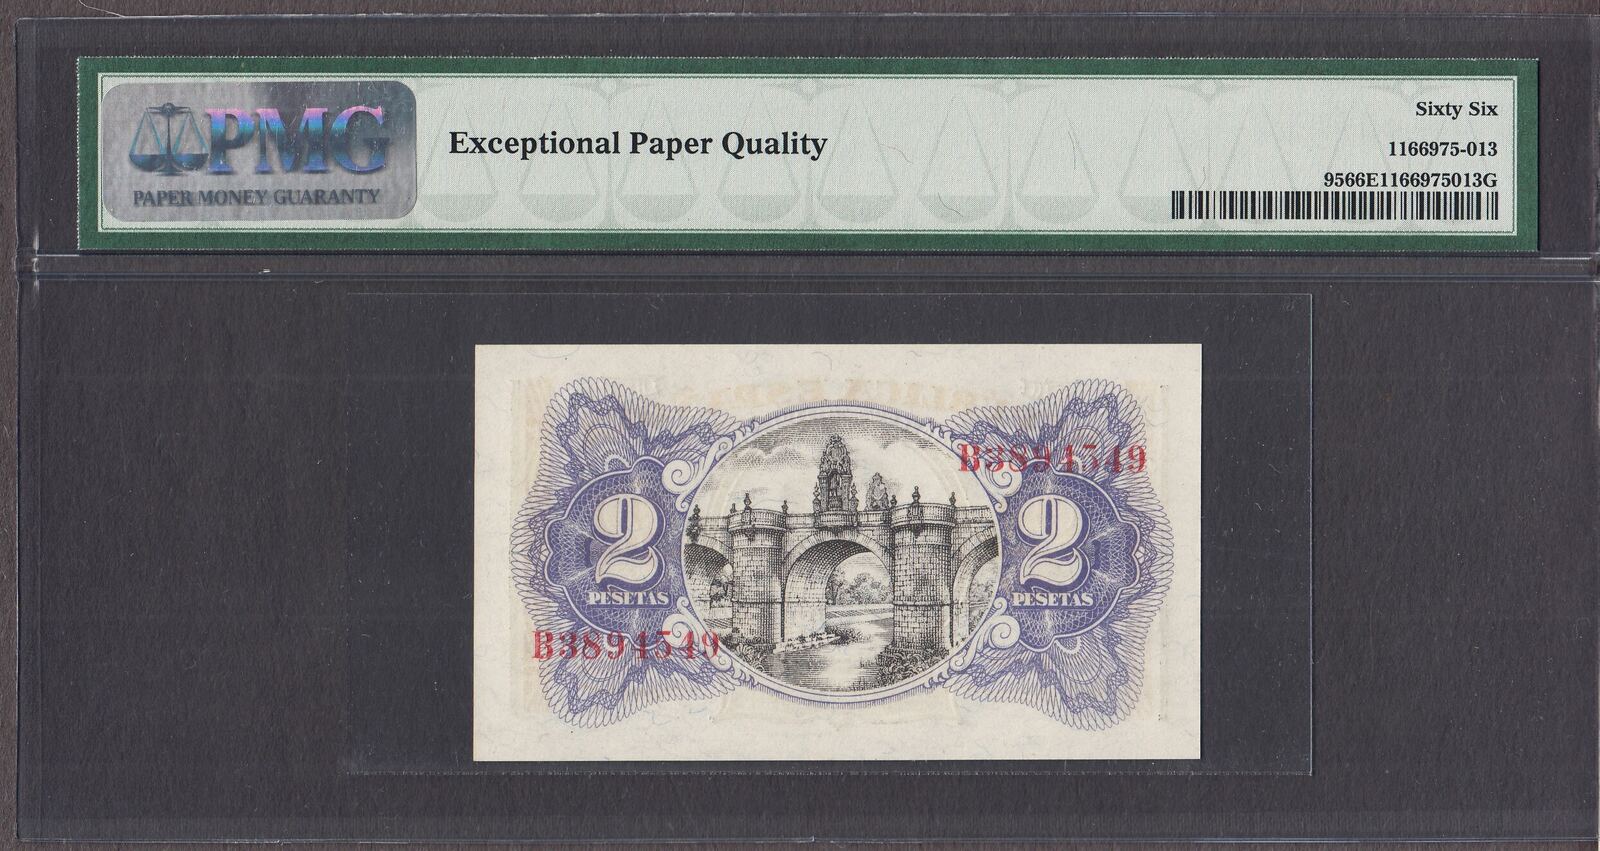 PMG
PAPER MONEY GUARANTY
Exceptional Paper Quality
Sixty Six
1166975-013
9566E1166975013G
B3894549
2
PESETAS
2
PESETAS
B3894549